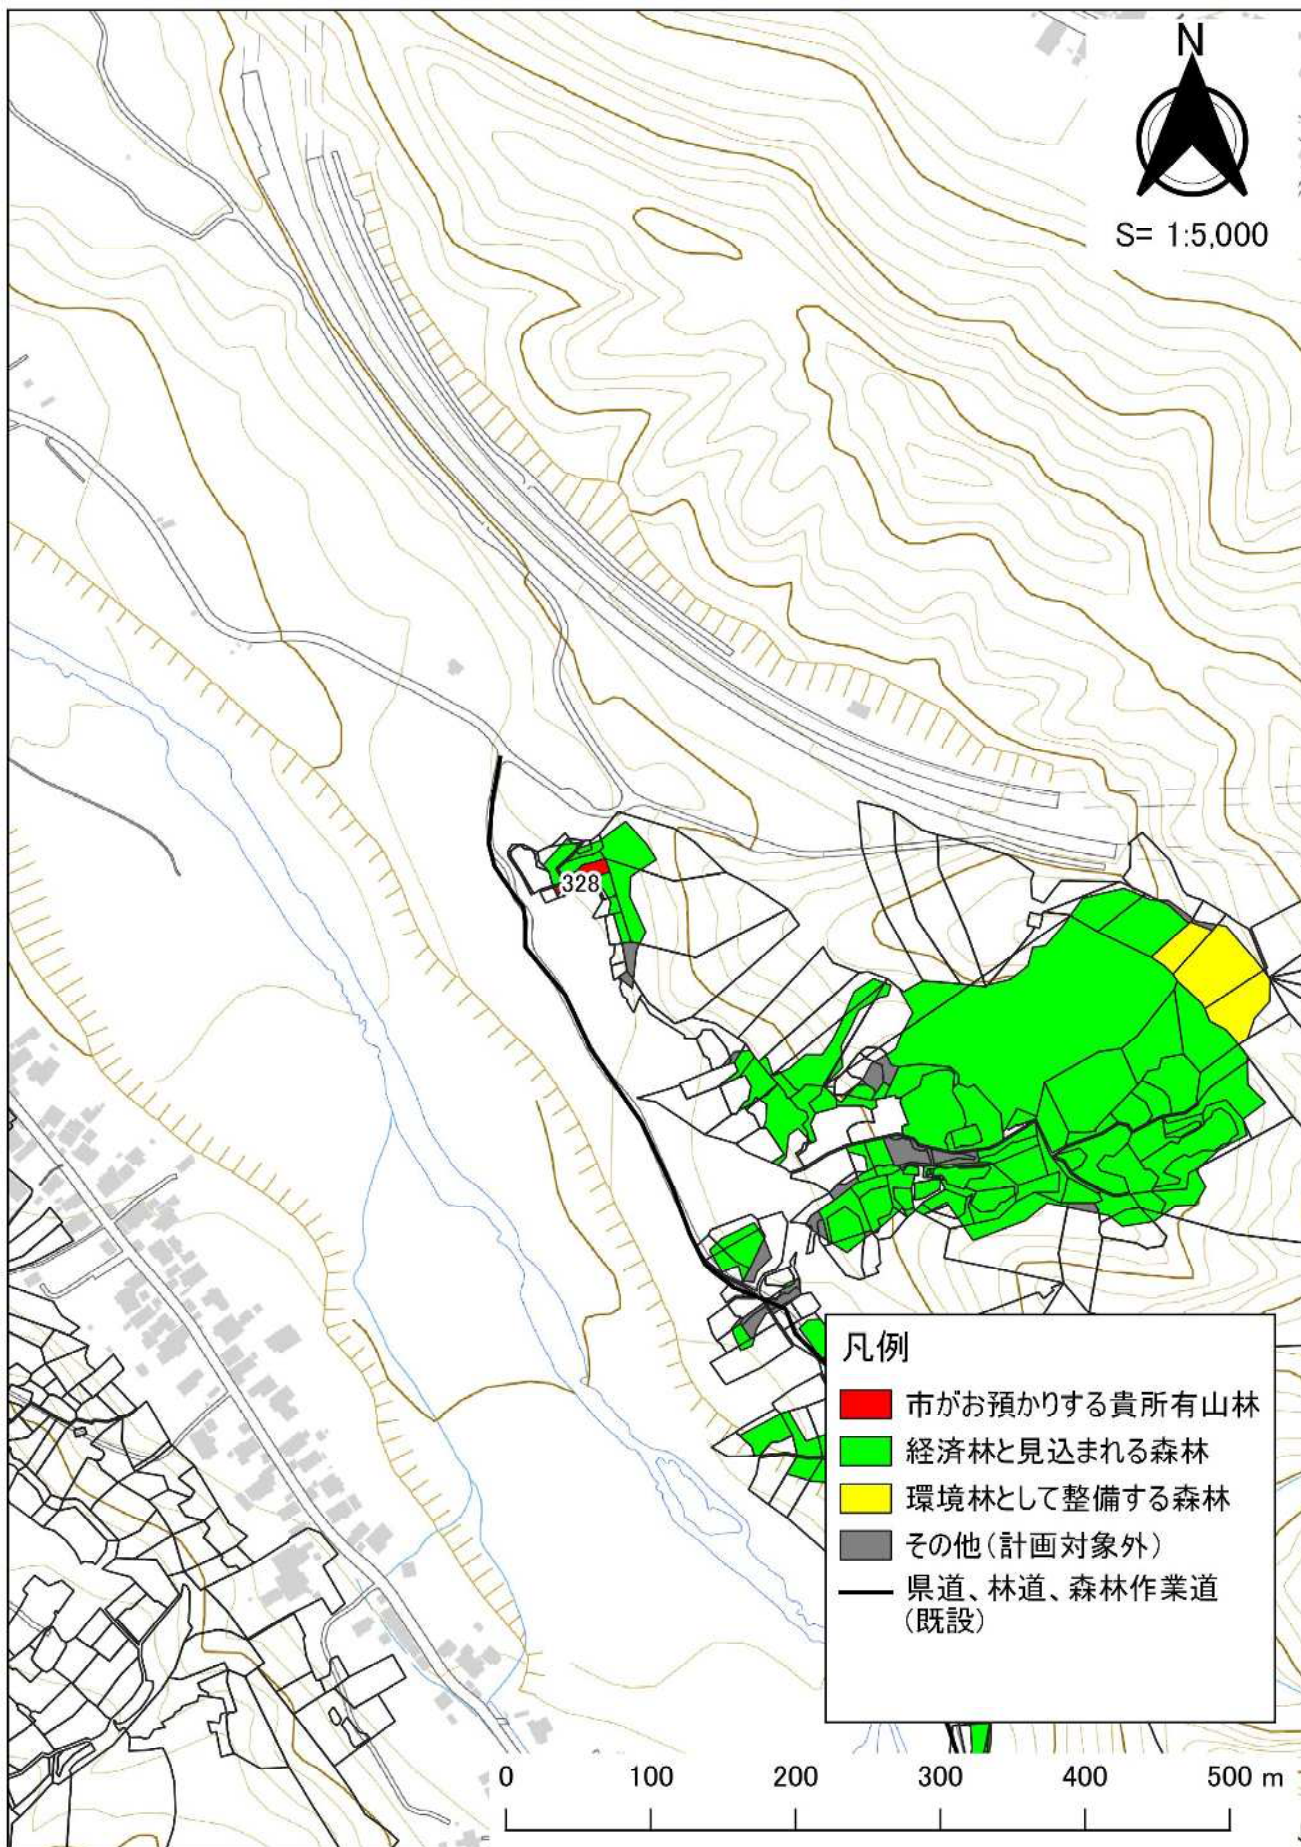 N
S= 1:5,000
328
凡例
市がお預かりする貴所有山林
経済林と見込まれる森林
環境林として整備する森林
その他（計画対象外）
県道、林道、森林作業道
（既設）
0 100 200 300 400 500 m